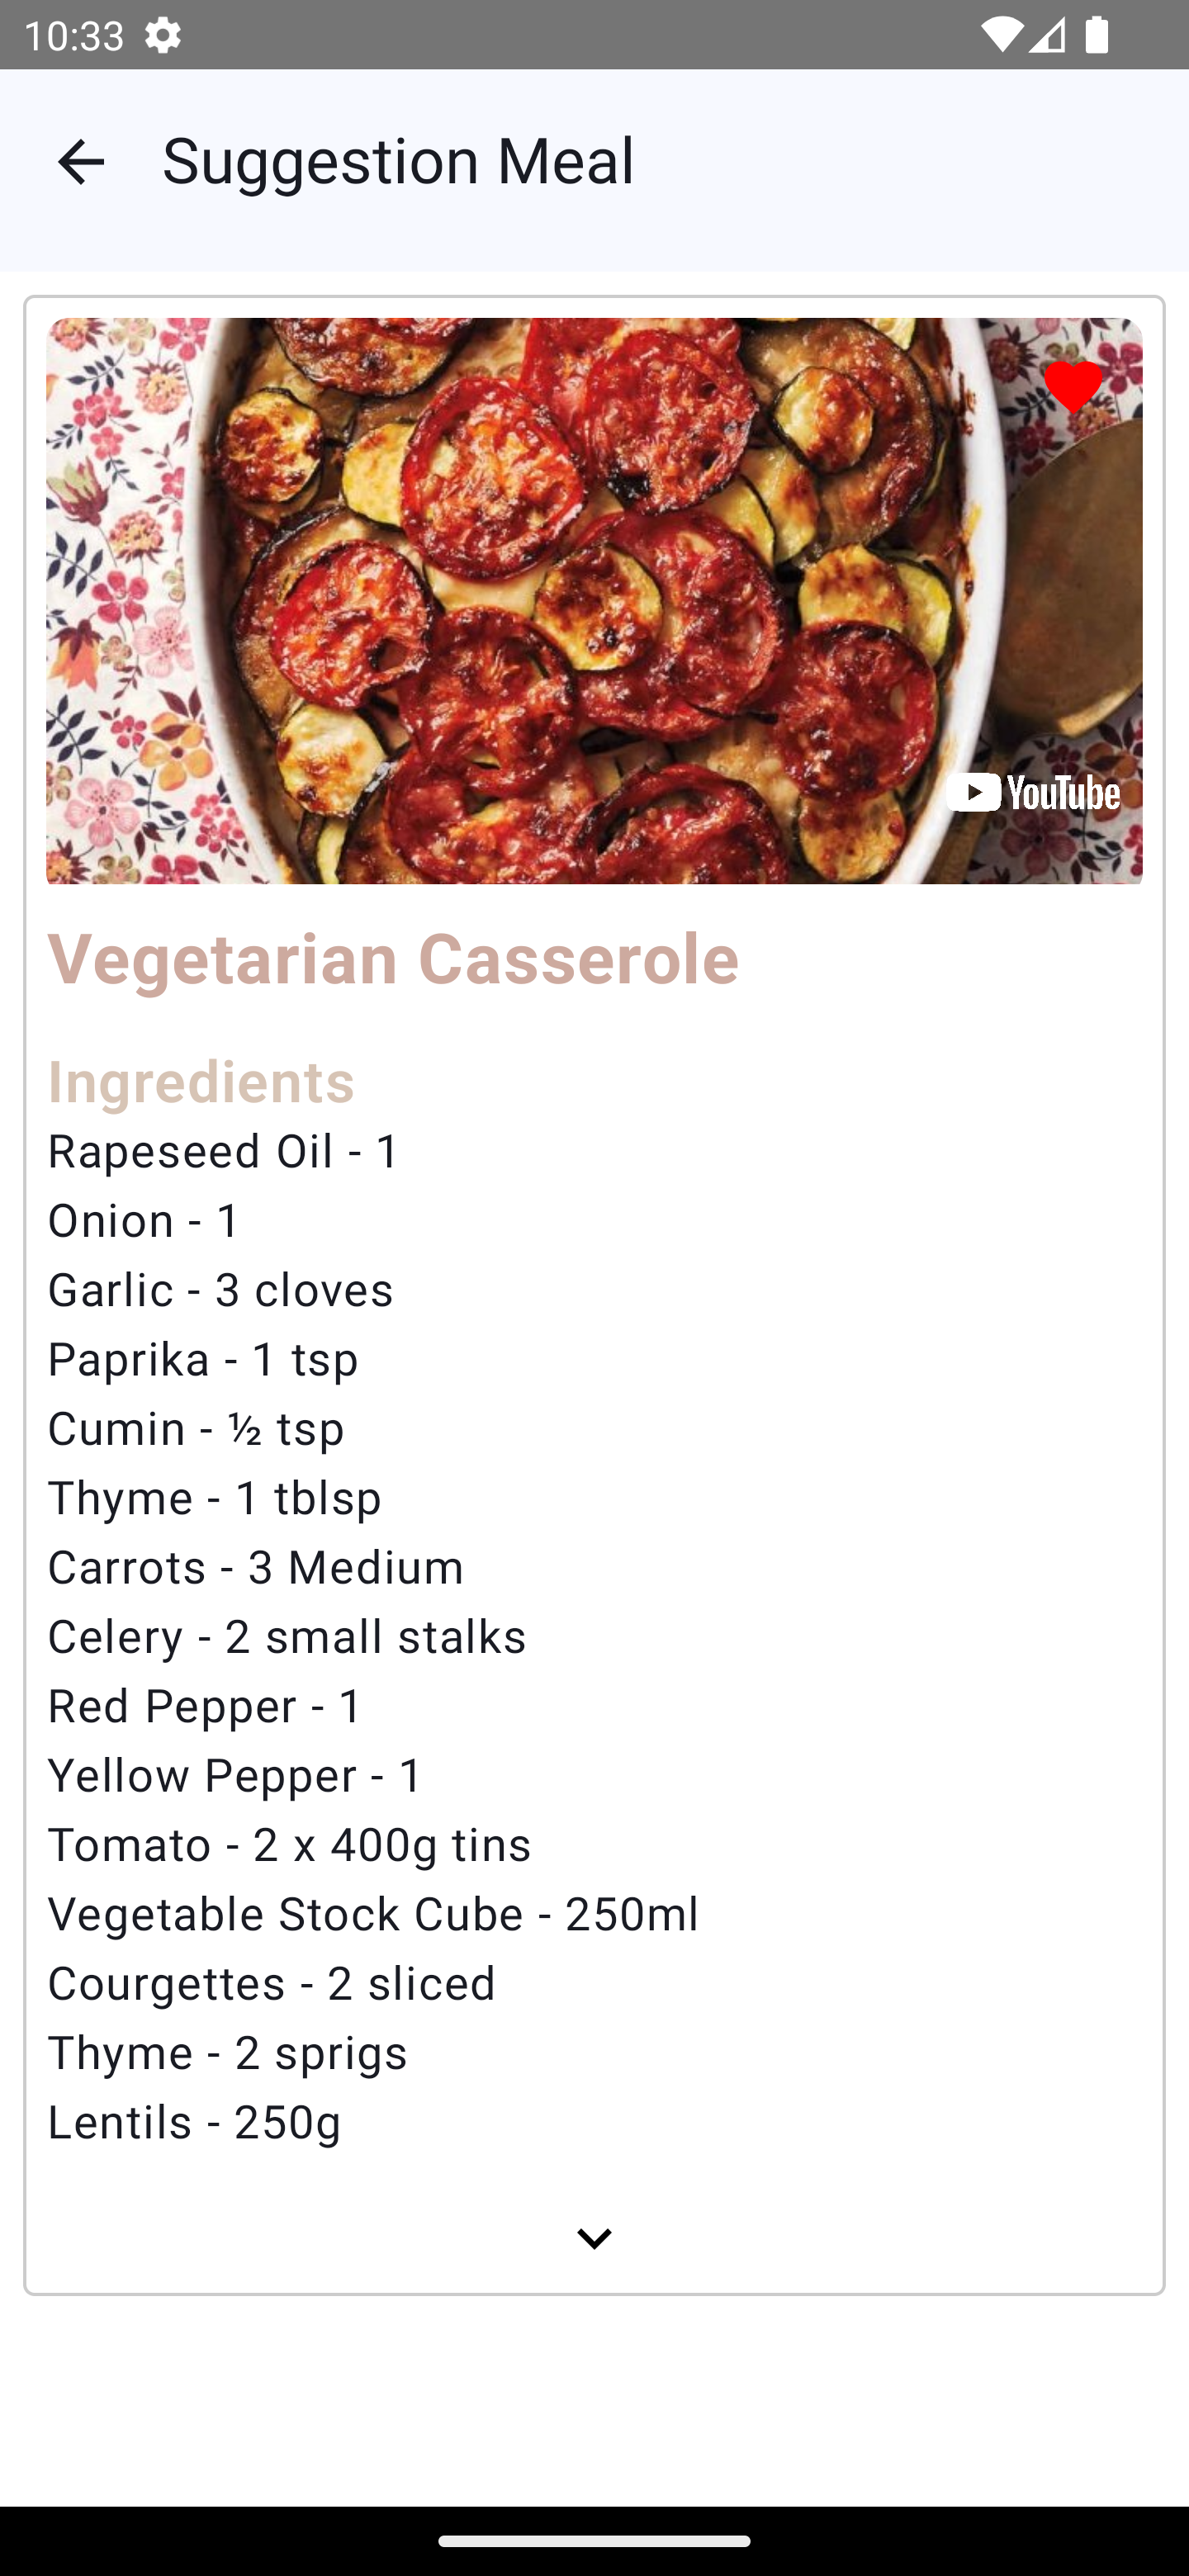 10:33
Suggestion Meal
YouTube
Vegetarian Casserole
Ingredients
Rapeseed Oil - 1
Onion - 1
Garlic - 3 cloves
Paprika - 1 tsp
Cumin - ½ tsp
Thyme - 1 tblsp
Carrots - 3 Medium
Celery - 2 small stalks
Red Pepper - 1
Yellow Pepper - 1
Tomato - 2 x 400g tins
Vegetable Stock Cube - 250ml
Courgettes - 2 sliced
Thyme - 2 sprigs
Lentils - 250g